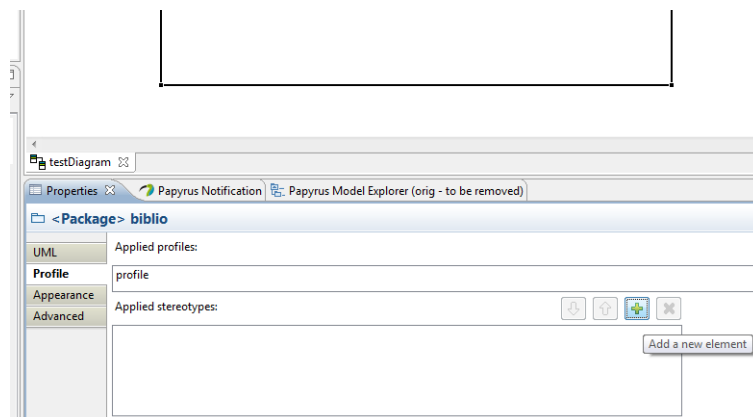 testDiagram
Properties Papyrus Notification Papyrus Model Explorer (orig - to be removed)
<Package> biblio
UML
Applied profiles:
Profile
profile
Appearance
Applied stereotypes:
Advanced
Add a new element